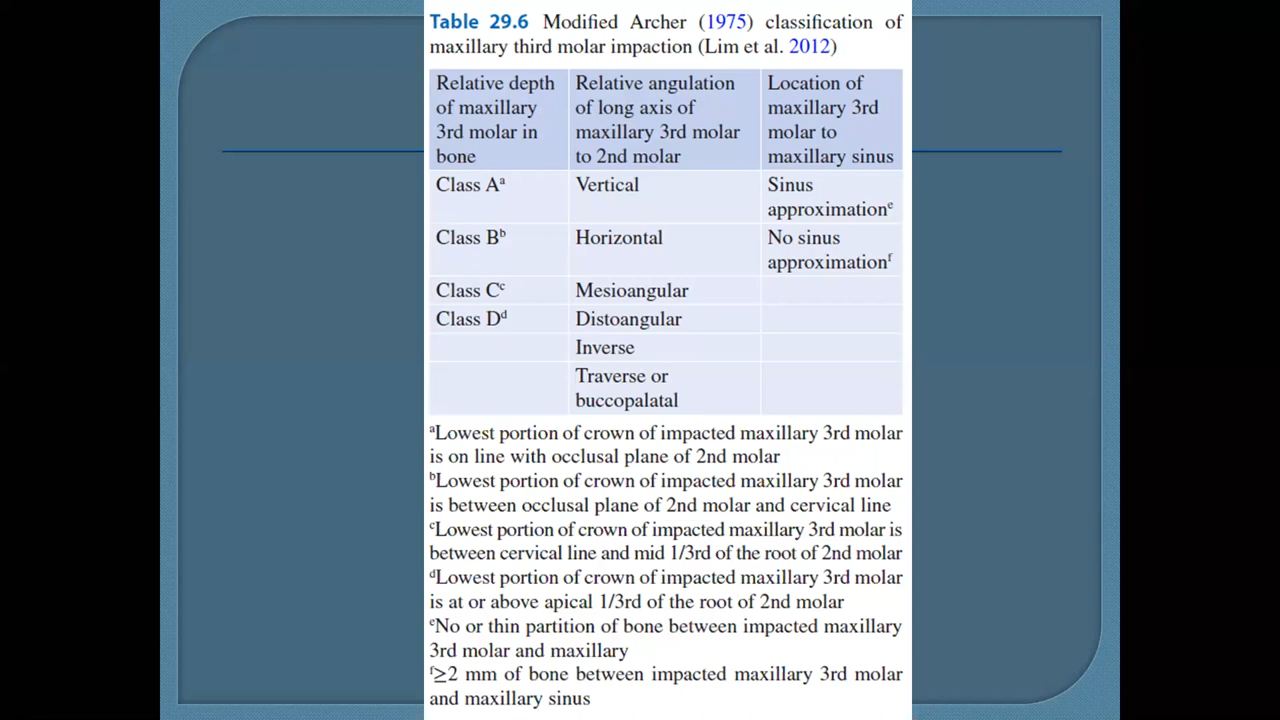 Table 29.6 Modified Archer (1975) classification of
maxillary third molar impaction (Lim et al. 2012)
Relative depth of maxillary 3rd molar in bone
Relative angulation of long axis of maxillary 3rd molar to 2nd molar
Location of maxillary 3rd molar to maxillary sinus
Class Aᵃ Vertical Sinus approximationᵉ
Class Bᵇ Horizontal No sinus approximationᶠ
Class Cᶜ Mesioangular
Class Dᵈ Distoangular
Inverse
Traverse or
buccopalatal
ᵃLowest portion of crown of impacted maxillary 3rd molar
is on line with occlusal plane of 2nd molar
ᵇLowest portion of crown of impacted maxillary 3rd molar
is between occlusal plane of 2nd molar and cervical line
ᶜLowest portion of crown of impacted maxillary 3rd molar is
between cervical line and mid 1/3rd of the root of 2nd molar
ᵈLowest portion of crown of impacted maxillary 3rd molar
is at or above apical 1/3rd of the root of 2nd molar
ᵉNo or thin partition of bone between impacted maxillary
3rd molar and maxillary
ᶠ≥2 mm of bone between impacted maxillary 3rd molar
and maxillary sinus